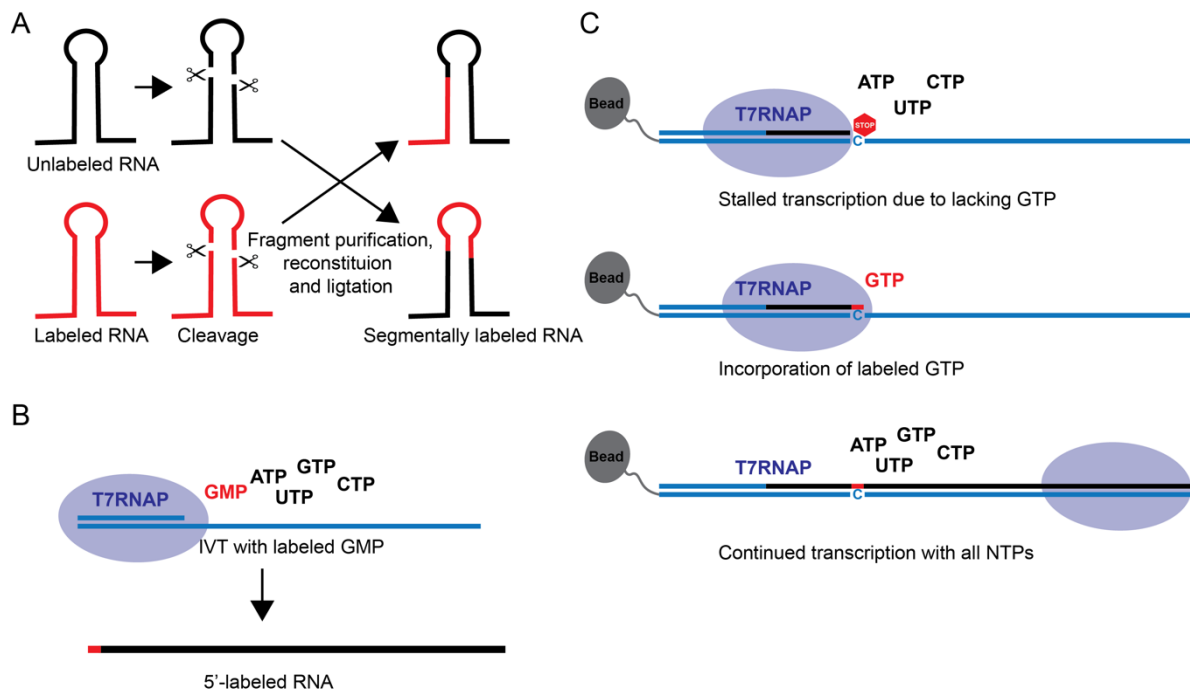 A
Unlabeled RNA
Labeled RNA
Cleavage
Fragment purification,
reconstituion
and ligtation
Segmentally labeled RNA
B
T7RNAP
GMP
ATP
GTP
UTP
CTP
IVT with labeled GMP
5'-labeled RNA
C
Bead
T7RNAP
ATP
CTP
UTP
STOP
C
Stalled transcription due to lacking GTP
Bead
T7RNAP
GTP
C
Incorporation of labeled GTP
Bead
T7RNAP
ATP
GTP
UTP
CTP
C
Continued transcription with all NTPs